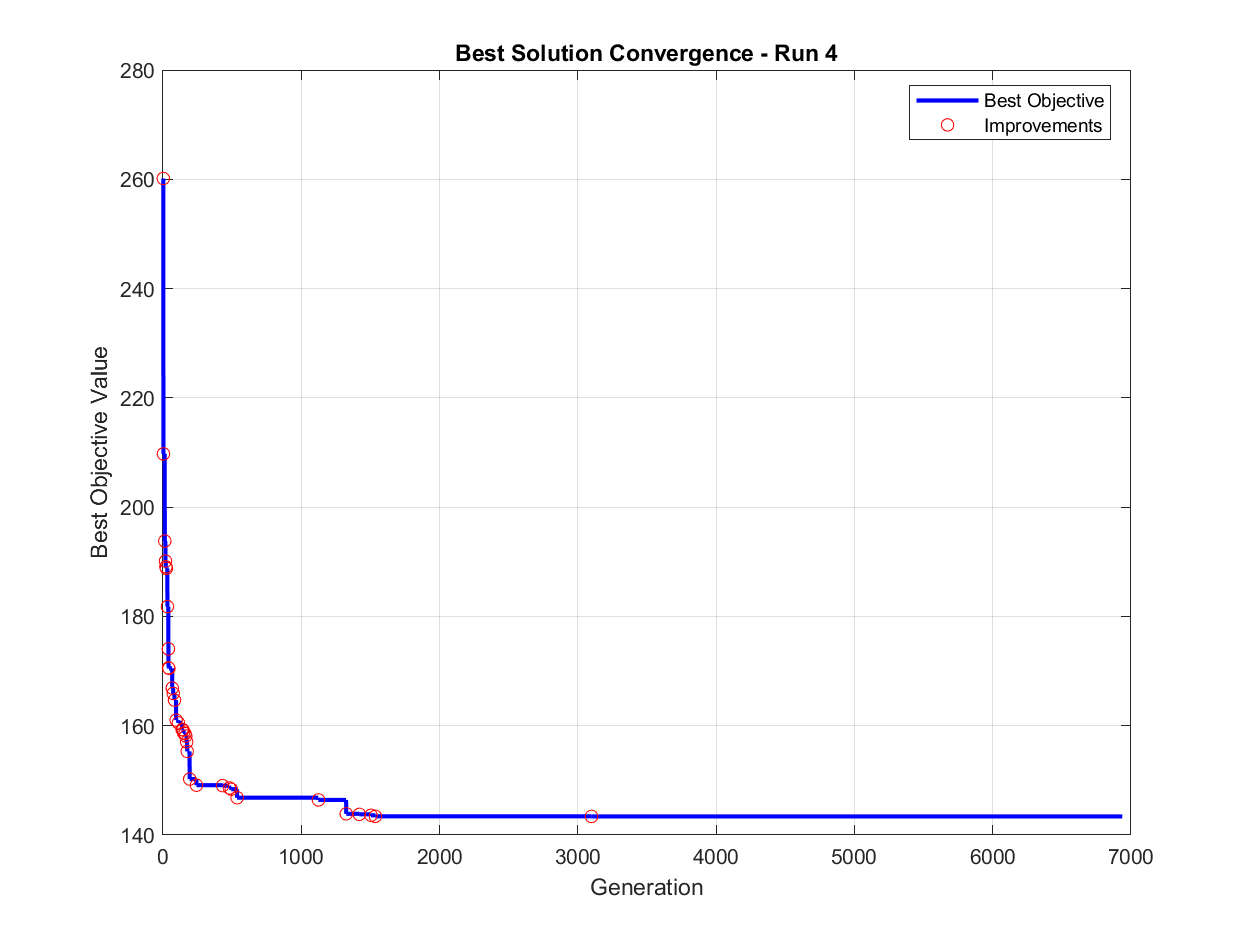 Best Solution Convergence - Run 4
280
260
240
220
200
180
160
140
Best Objective Value
Best Objective
Improvements
0 1000 2000 3000 4000 5000 6000 7000
Generation